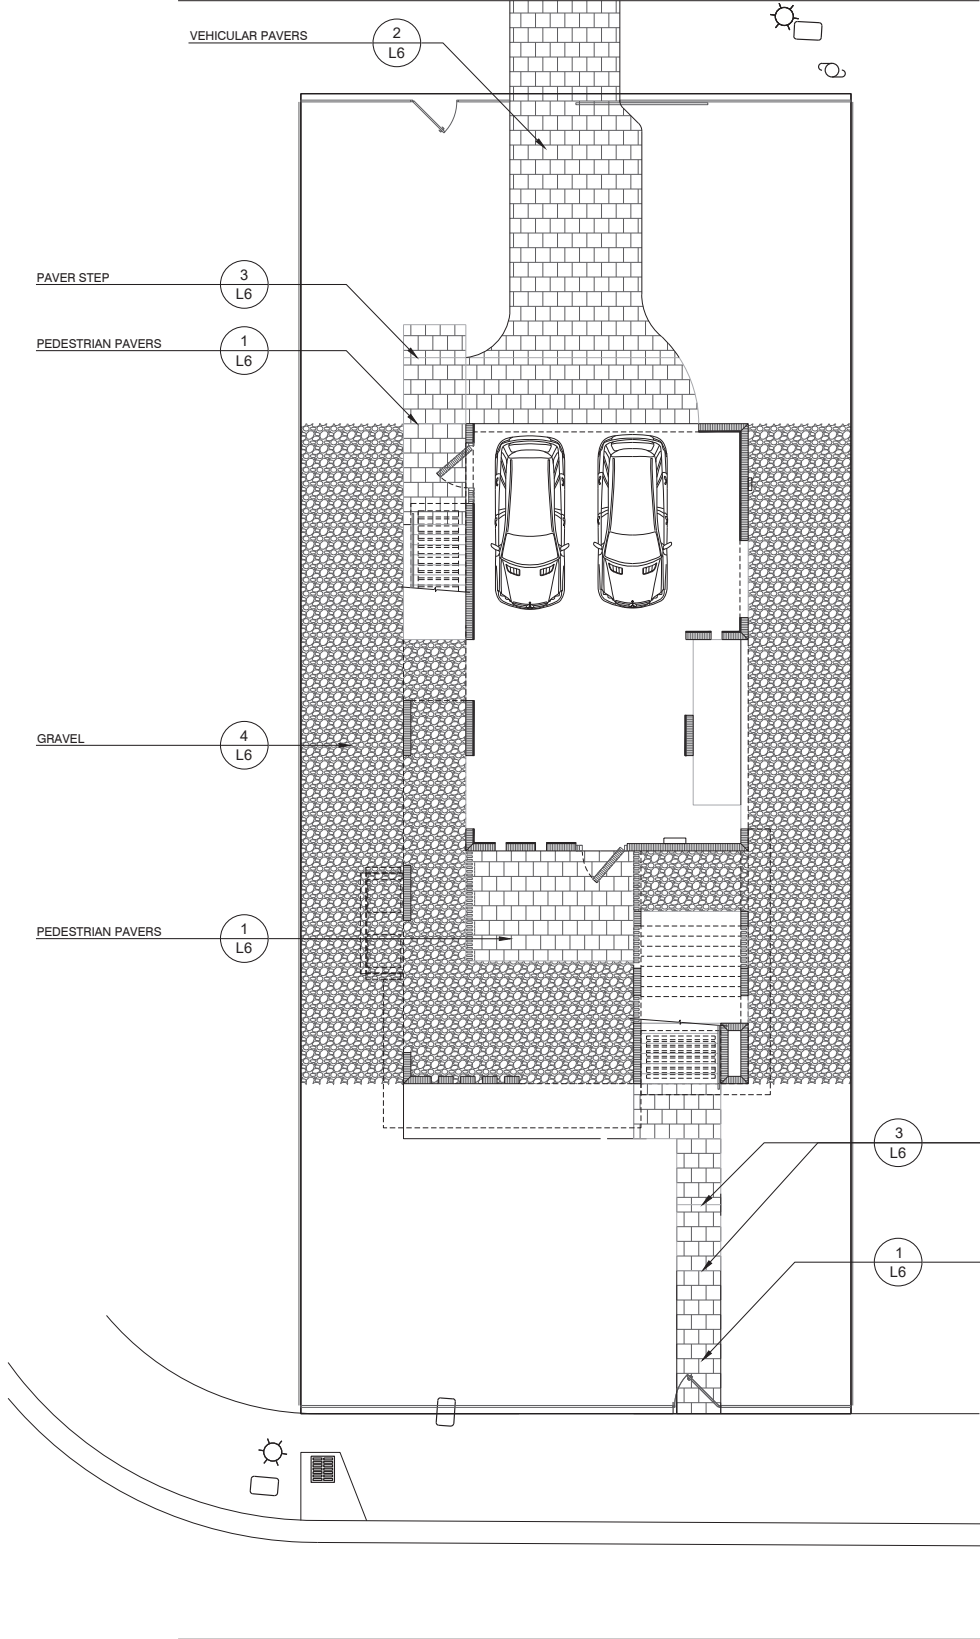 VEHICULAR PAVERS
2
L6
PAVER STEP
3
L6
PEDESTRIAN PAVERS
1
L6
GRAVEL
4
L6
PEDESTRIAN PAVERS
1
L6
3
L6
1
L6